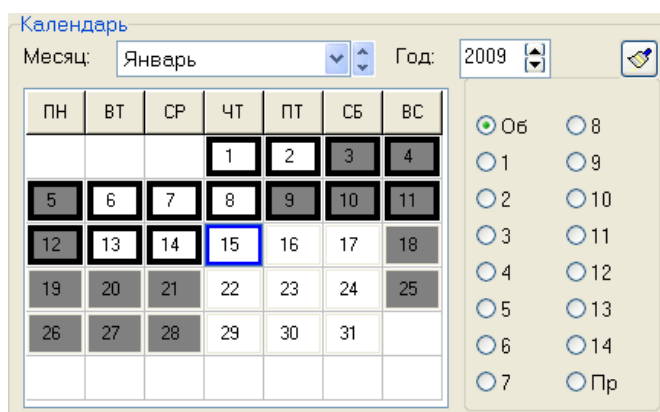 Календарь
Месяц: Январь Год: 2009
ПН ВТ СР ЧТ ПТ СБ ВС
1 2 3 4
5 6 7 8 9 10 11
12 13 14 15 16 17 18
19 20 21 22 23 24 25
26 27 28 29 30 31
Об 8
1 9
2 10
3 11
4 12
5 13
6 14
7 Пр